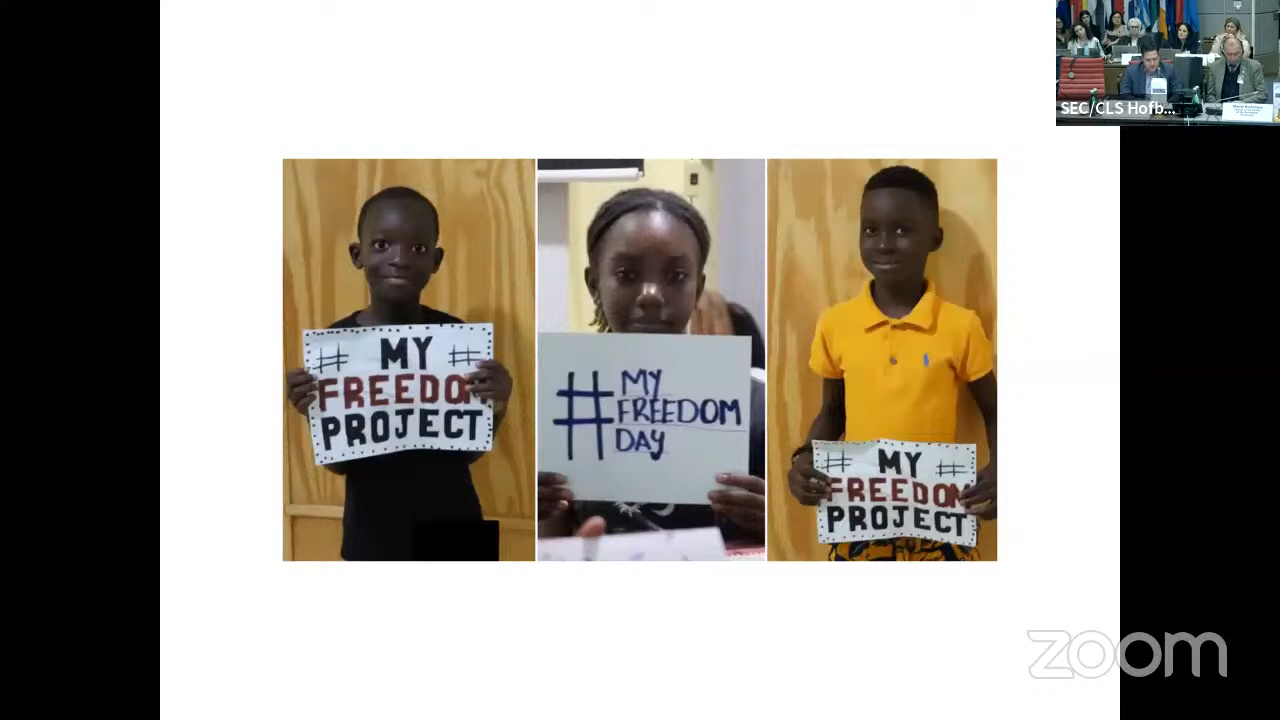 SEC/CLS Hofb...
# MY #
FREEDOM
PROJECT
# MY
FREEDOM
DAY
# MY #
FREEDOM
PROJECT
zoom